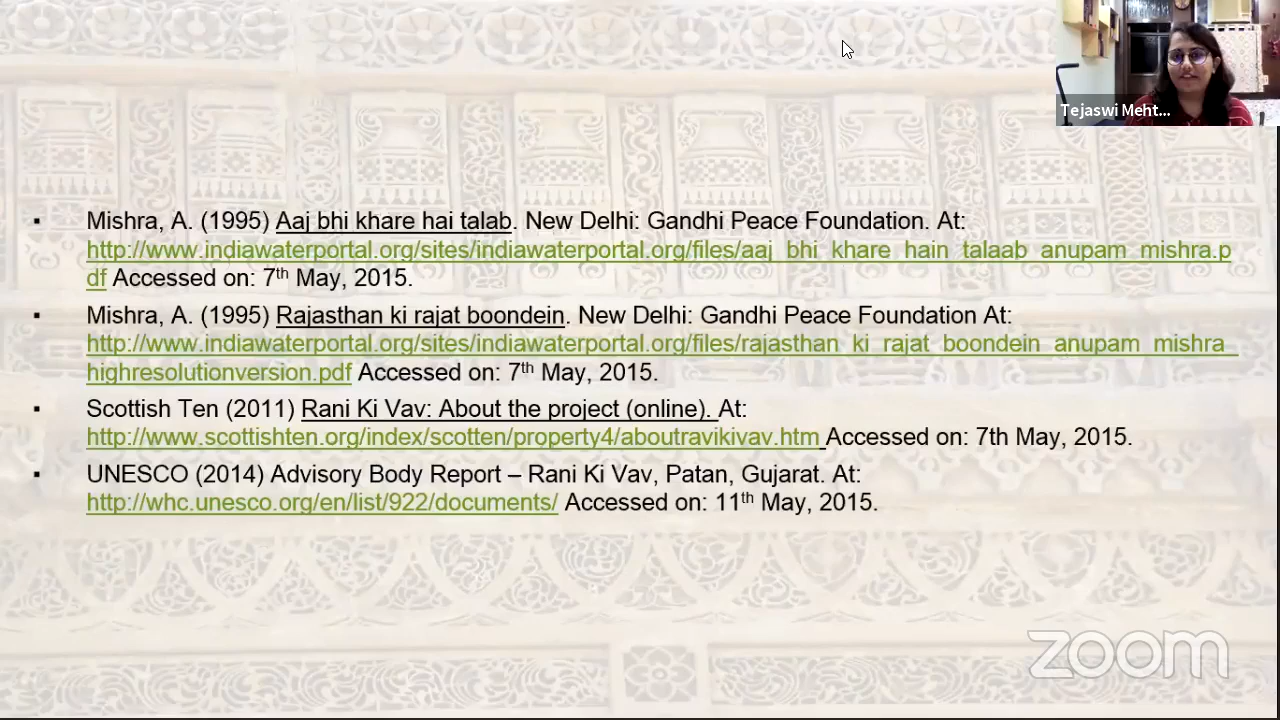 Tejaswi Meht...
▪ Mishra, A. (1995) Aaj bhi khare hai talab. New Delhi: Gandhi Peace Foundation. At:
http://www.indiawaterportal.org/sites/indiawaterportal.org/files/aaj_bhi_khare_hain_talaab_anupam_mishra.p
df Accessed on: 7th May, 2015.
▪ Mishra, A. (1995) Rajasthan ki rajat boondein. New Delhi: Gandhi Peace Foundation At:
http://www.indiawaterportal.org/sites/indiawaterportal.org/files/rajasthan_ki_rajat_boondein_anupam_mishra_
highresolutionversion.pdf Accessed on: 7th May, 2015.
▪ Scottish Ten (2011) Rani Ki Vav: About the project (online). At:
http://www.scottishten.org/index/scotten/property4/aboutravikivav.htm Accessed on: 7th May, 2015.
▪ UNESCO (2014) Advisory Body Report – Rani Ki Vav, Patan, Gujarat. At:
http://whc.unesco.org/en/list/922/documents/ Accessed on: 11th May, 2015.
zoom